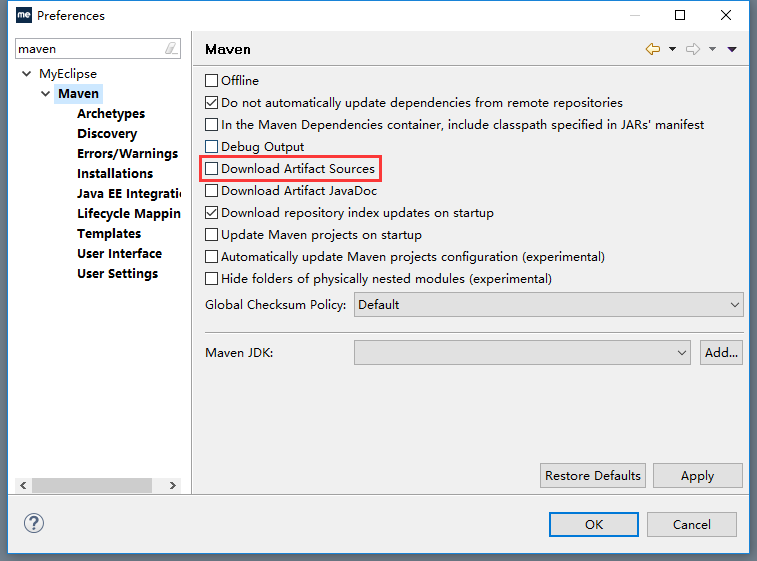 me Preferences
maven
MyEclipse
Maven
Archetypes
Discovery
Errors/Warnings
Installations
Java EE Integrati
Lifecycle Mappin
Templates
User Interface
User Settings
Maven
Offline
Do not automatically update dependencies from remote repositories
In the Maven Dependencies container, include classpath specified in JARs' manifest
Debug Output
Download Artifact Sources
Download Artifact JavaDoc
Download repository index updates on startup
Update Maven projects on startup
Automatically update Maven projects configuration (experimental)
Hide folders of physically nested modules (experimental)
Global Checksum Policy: Default
Maven JDK: Add...
Restore Defaults Apply
? OK Cancel